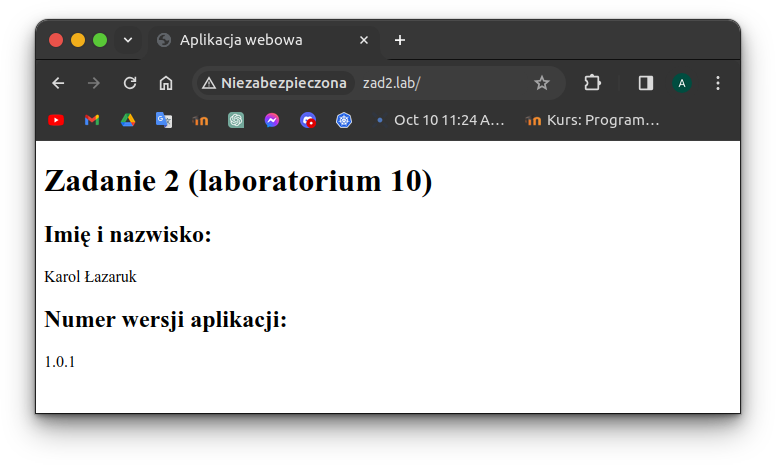 Aplikacja webowa
Niezabezpieczona zad2.lab/
A
Oct 10 11:24 A… Kurs: Program…
Zadanie 2 (laboratorium 10)
Imię i nazwisko:
Karol Łazaruk
Numer wersji aplikacji:
1.0.1